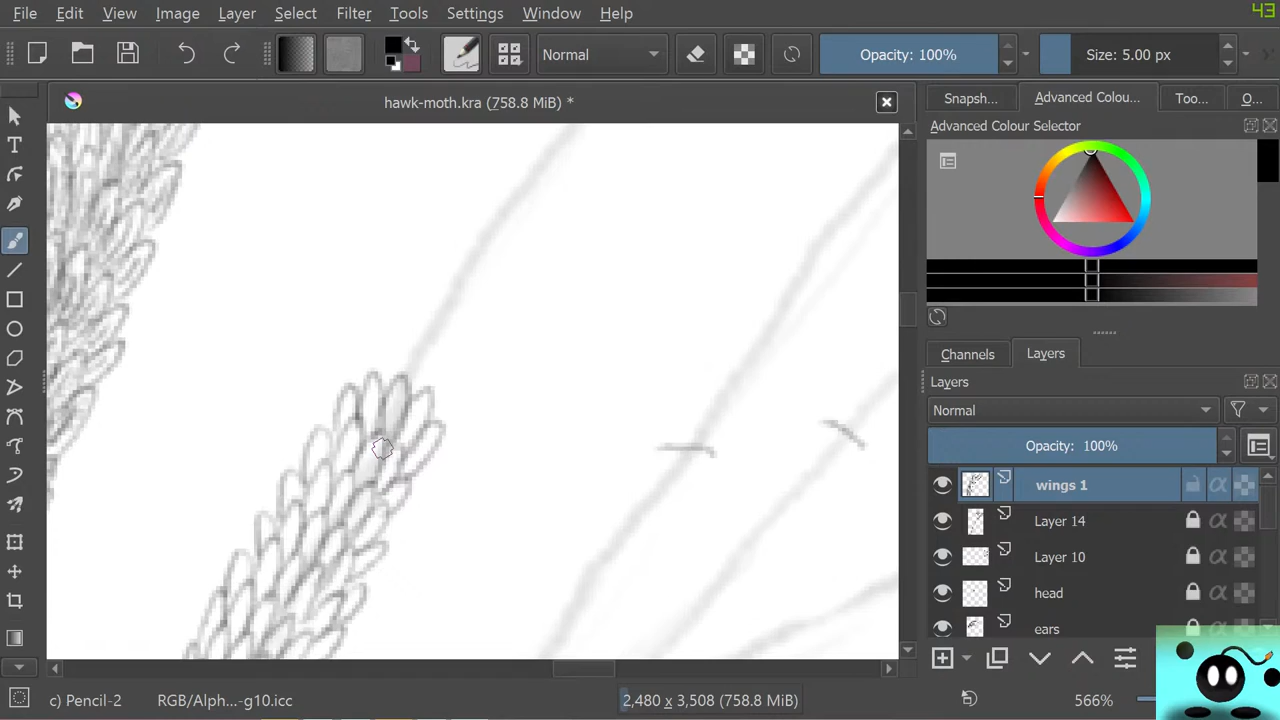 File Edit View Image Layer Select Filter Tools Settings Window Help
43
Normal Opacity: 100% Size: 5.00 px
hawk-moth.kra (758.8 MiB) *
Snapsh... Advanced Colou... Too... O...
Advanced Colour Selector
Channels Layers
Layers
Normal
Opacity: 100%
wings 1
Layer 14
Layer 10
head
ears
c) Pencil-2 RGB/Alph...-g10.icc 2,480 x 3,508 (758.8 MiB) 566%